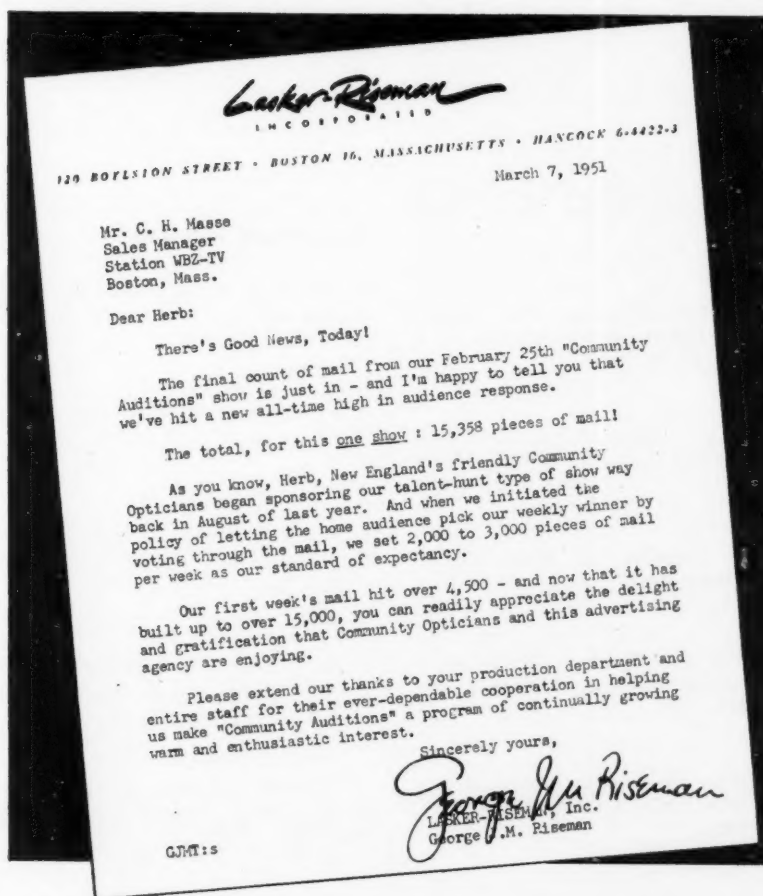 Lasker-Riseman
INCORPORATED
BOYLSTON STREET • BOSTON 16, MASSACHUSETTS • HANCOCK 6-4422-3
March 7, 1951
Mr. C. H. Masse
Sales Manager
Station WBZ-TV
Boston, Mass.
Dear Herb:
There's Good News, Today!
The final count of mail from our February 25th "Community
Auditions" show is just in - and I'm happy to tell you that
we've hit a new all-time high in audience response.
The total, for this one show : 15,358 pieces of mail!
As you know, Herb, New England's friendly Community
Opticians began sponsoring our talent-hunt type of show way
back in August of last year. And when we initiated the
policy of letting the home audience pick our weekly winner by
voting through the mail, we set 2,000 to 3,000 pieces of mail
per week as our standard of expectancy.
Our first week's mail hit over 4,500 - and now that it has
built up to over 15,000, you can readily appreciate the delight
and gratification that Community Opticians and this advertising
agency are enjoying.
Please extend our thanks to your production department and
entire staff for their ever-dependable cooperation in helping
us make "Community Auditions" a program of continually growing
warm and enthusiastic interest.
Sincerely yours,
George M Riseman
LASKER-RISEMAN, Inc.
George .M. Riseman
GJMT:s